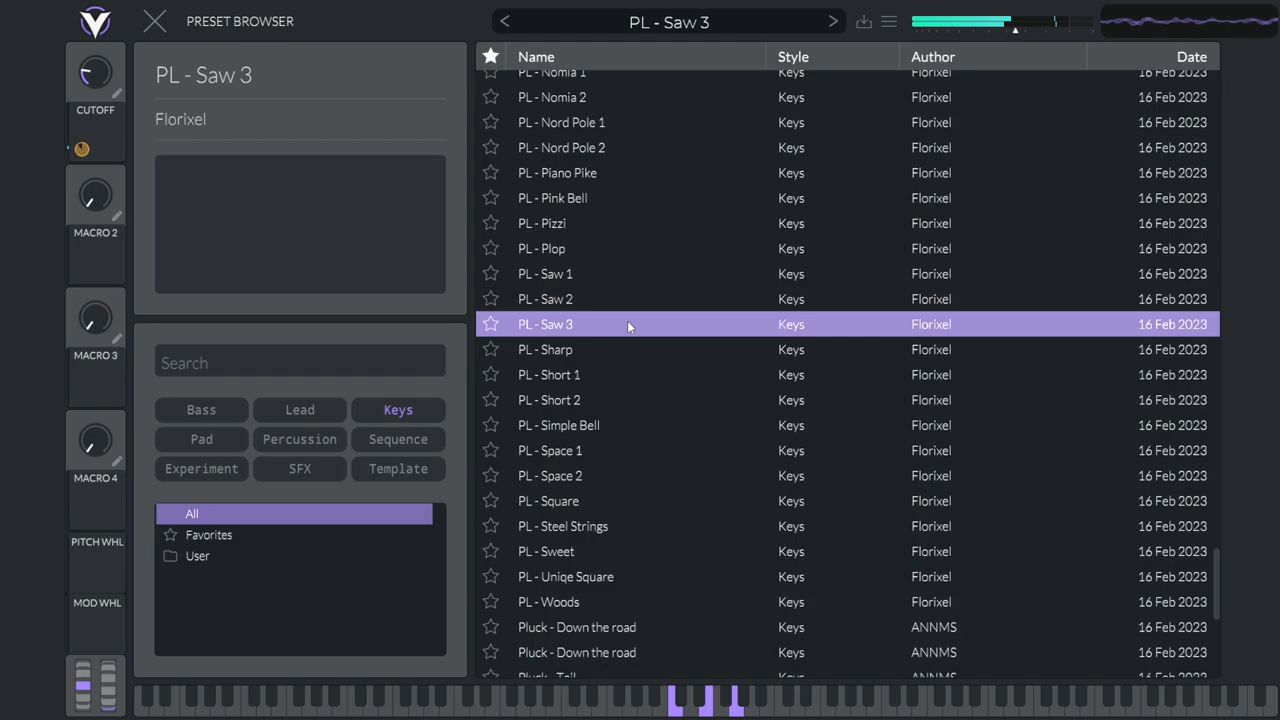 PRESET BROWSER
PL - Saw 3
CUTOFF
MACRO 2
MACRO 3
MACRO 4
PITCH WHL
MOD WHL
PL - Saw 3
Florixel
Search
Bass Lead Keys
Pad Percussion Sequence
Experiment SFX Template
All
Favorites
User
Name Style Author Date
PL - Nomia 1 Keys Florixel 16 Feb 2023
PL - Nomia 2 Keys Florixel 16 Feb 2023
PL - Nord Pole 1 Keys Florixel 16 Feb 2023
PL - Nord Pole 2 Keys Florixel 16 Feb 2023
PL - Piano Pike Keys Florixel 16 Feb 2023
PL - Pink Bell Keys Florixel 16 Feb 2023
PL - Pizzi Keys Florixel 16 Feb 2023
PL - Plop Keys Florixel 16 Feb 2023
PL - Saw 1 Keys Florixel 16 Feb 2023
PL - Saw 2 Keys Florixel 16 Feb 2023
PL - Saw 3 Keys Florixel 16 Feb 2023
PL - Sharp Keys Florixel 16 Feb 2023
PL - Short 1 Keys Florixel 16 Feb 2023
PL - Short 2 Keys Florixel 16 Feb 2023
PL - Simple Bell Keys Florixel 16 Feb 2023
PL - Space 1 Keys Florixel 16 Feb 2023
PL - Space 2 Keys Florixel 16 Feb 2023
PL - Square Keys Florixel 16 Feb 2023
PL - Steel Strings Keys Florixel 16 Feb 2023
PL - Sweet Keys Florixel 16 Feb 2023
PL - Uniqe Square Keys Florixel 16 Feb 2023
PL - Woods Keys Florixel 16 Feb 2023
Pluck - Down the road Keys ANNMS 16 Feb 2023
Pluck - Down the road Keys ANNMS 16 Feb 2023
Keys ANNMS